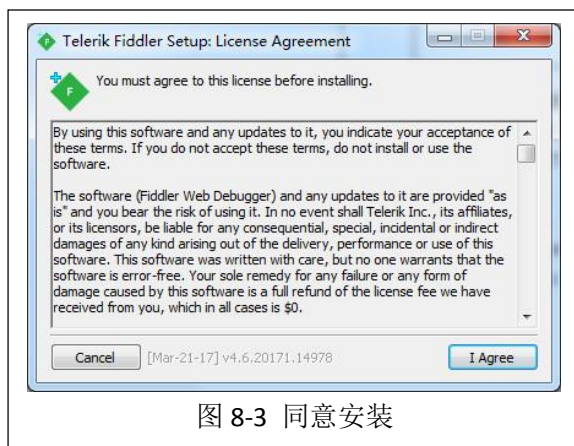 Telerik Fiddler Setup: License Agreement
F
You must agree to this license before installing.
F
By using this software and any updates to it, you indicate your acceptance of
these terms. If you do not accept these terms, do not install or use the
software.
The software (Fiddler Web Debugger) and any updates to it are provided "as
is" and you bear the risk of using it. In no event shall Telerik Inc., its affiliates,
or its licensors, be liable for any consequential, special, incidental or indirect
damages of any kind arising out of the delivery, performance or use of this
software. This software was written with care, but no one warrants that the
software is error-free. Your sole remedy for any failure or any form of
damage caused by this software is a full refund of the license fee we have
received from you, which in all cases is $0.
Cancel [Mar-21-17] v4.6.20171.14978 I Agree
图 8-3 同意安装